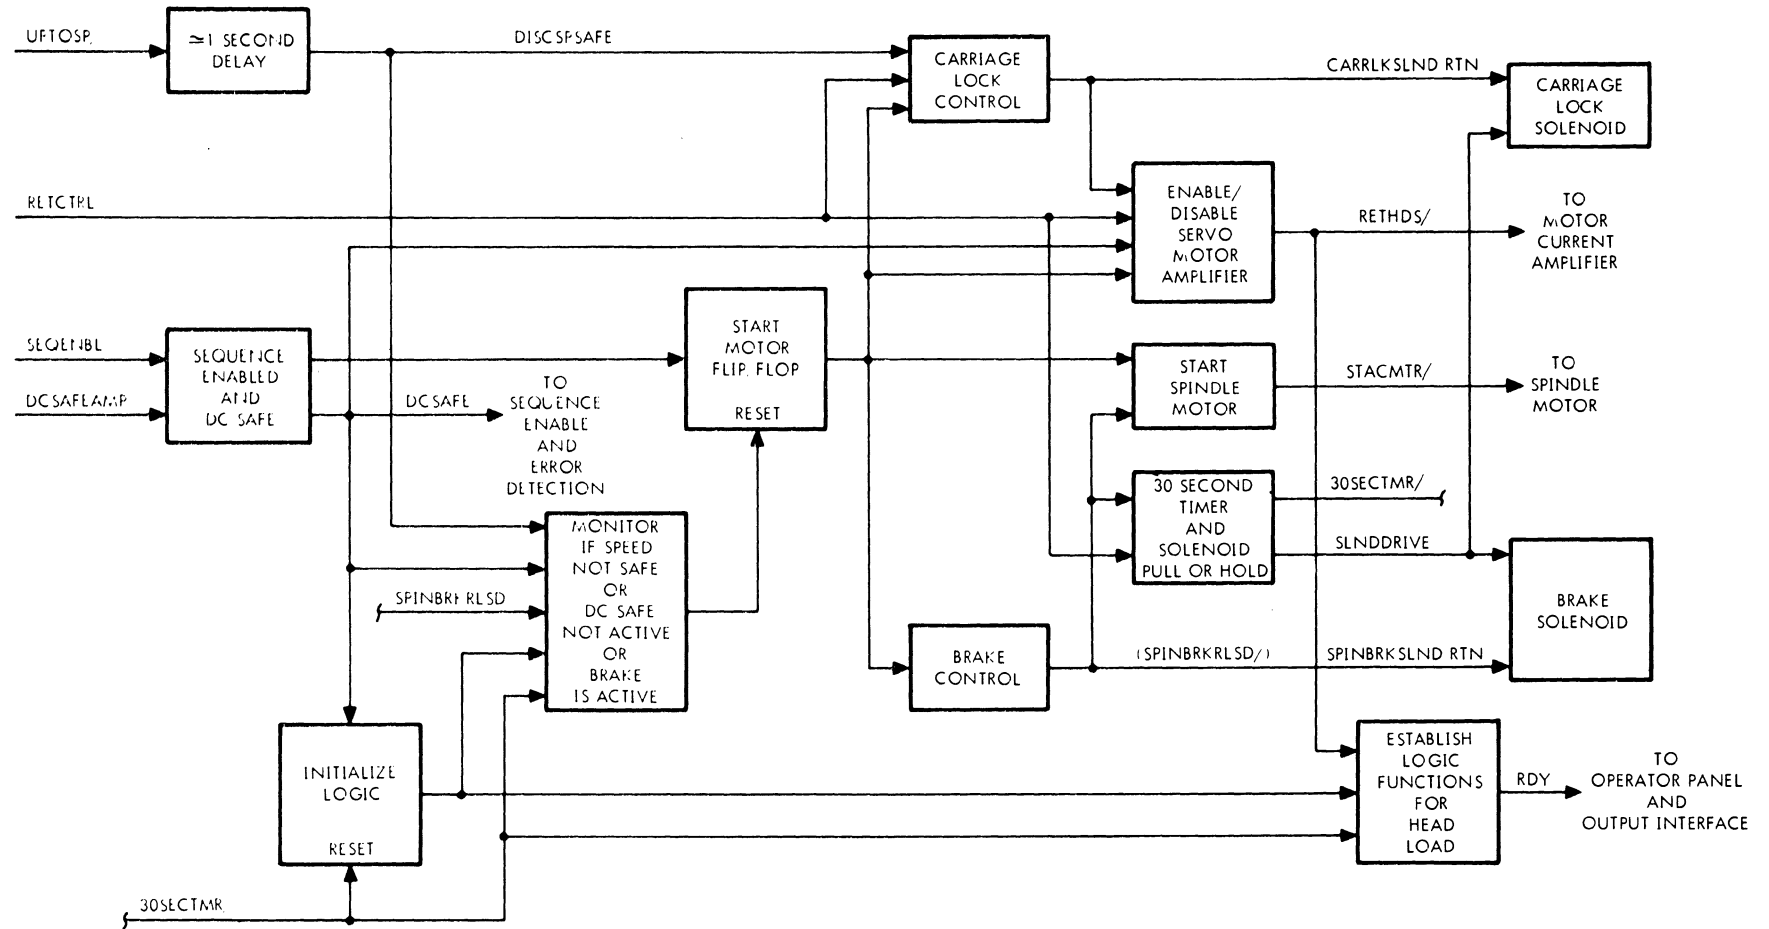 UPTOSP
≃1 SECOND
DELAY
DISCSPSAFE
CARRIAGE
LOCK
CONTROL
CARRLKSLND RTN
CARRIAGE
LOCK
SOLENOID
RETCTRL
ENABLE/
DISABLE
SERVO
MOTOR
AMPLIFIER
RETHDS/
TO
MOTOR
CURRENT
AMPLIFIER
SEQENBL
DCSAFEAMP
SEQUENCE
ENABLED
AND
DC SAFE
DCSAFE
TO
SEQUENCE
ENABLE
AND
ERROR
DETECTION
START
MOTOR
FLIP FLOP
RESET
START
SPINDLE
MOTOR
STACMTR/
TO
SPINDLE
MOTOR
30 SECOND
TIMER
AND
SOLENOID
PULL OR HOLD
30SECTMR/
SLNDDRIVE
MONITOR
IF SPEED
NOT SAFE
OR
DC SAFE
NOT ACTIVE
OR
BRAKE
IS ACTIVE
SPINBRKRLSD
BRAKE
CONTROL
(SPINBRKRLSD/)
SPINBRKSLND RTN
BRAKE
SOLENOID
INITIALIZE
LOGIC
RESET
30SECTMR
ESTABLISH
LOGIC
FUNCTIONS
FOR
HEAD
LOAD
RDY
TO
OPERATOR PANEL
AND
OUTPUT INTERFACE